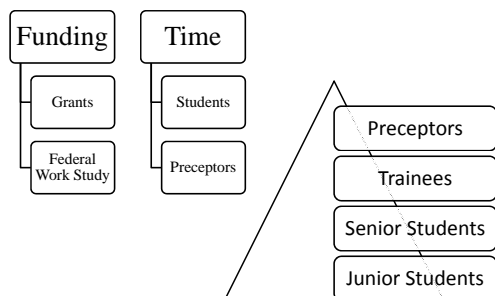 Funding
Grants
Federal
Work Study
Time
Students
Preceptors
Preceptors
Trainees
Senior Students
Junior Students